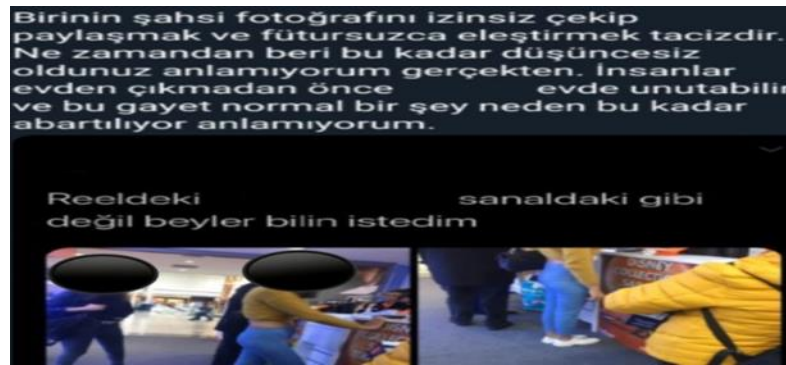 Birinin şahsi fotoğrafını izinsiz çekip
paylaşmak ve fütursuzca eleştirmek tacizdir.
Ne zamandan beri bu kadar düşüncesiz
oldunuz anlamıyorum gerçekten. İnsanlar
evden çıkmadan önce evde unutabilir
ve bu gayet normal bir şey neden bu kadar
abartılıyor anlamıyorum.
Reeldeki sanaldaki gibi
değil beyler bilin istedim
DISNEY
COLLECT